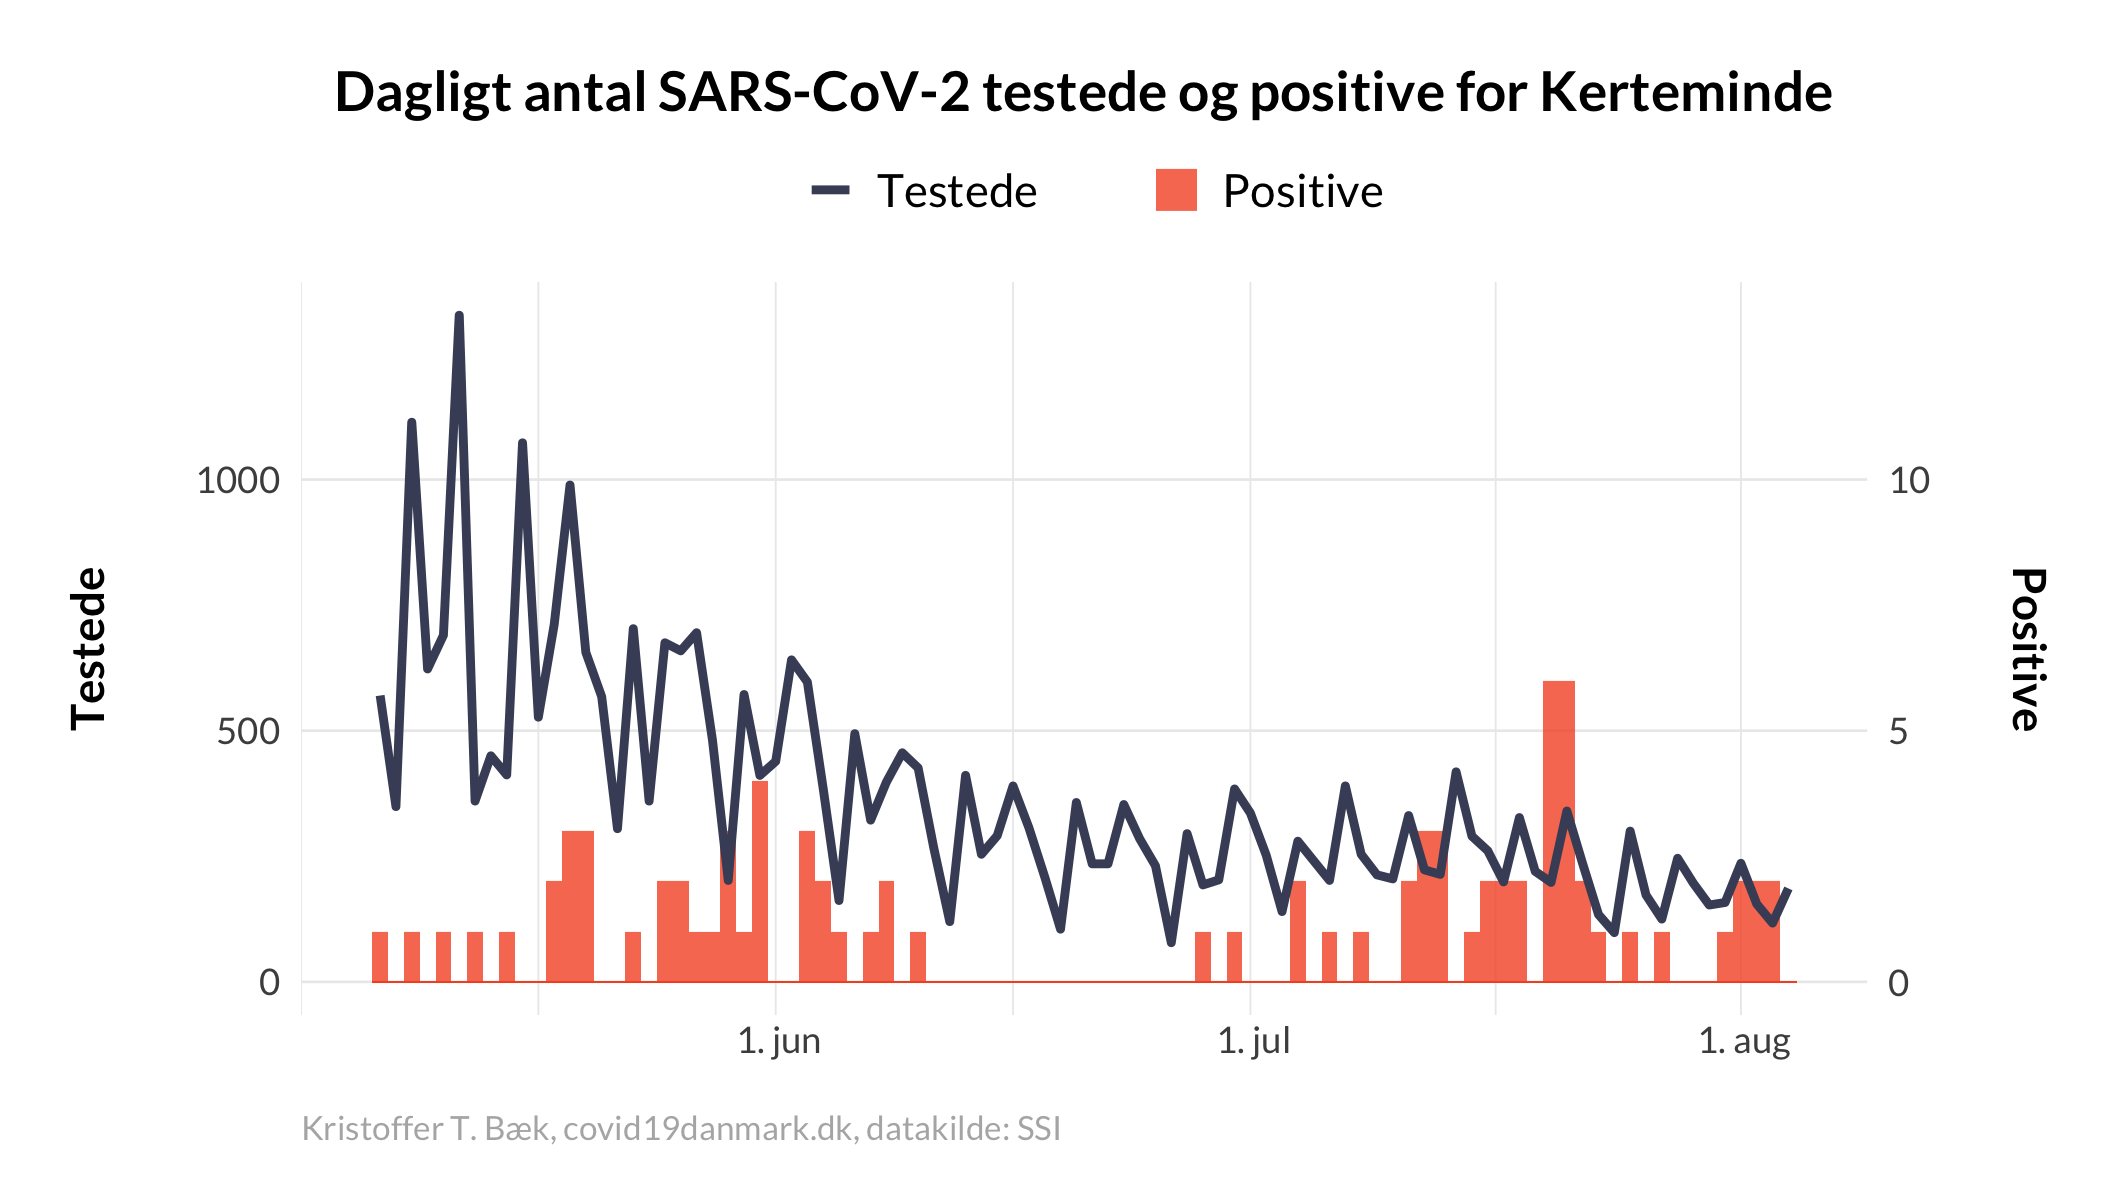 Dagligt antal SARS-CoV-2 testede og positive for Kerteminde
Testede
Positive
1000
500
0
10
5
0
Testede
Positive
1. jun
1. jul
1. aug
Kristoffer T. Bæk, covid19danmark.dk, datakilde: SSI